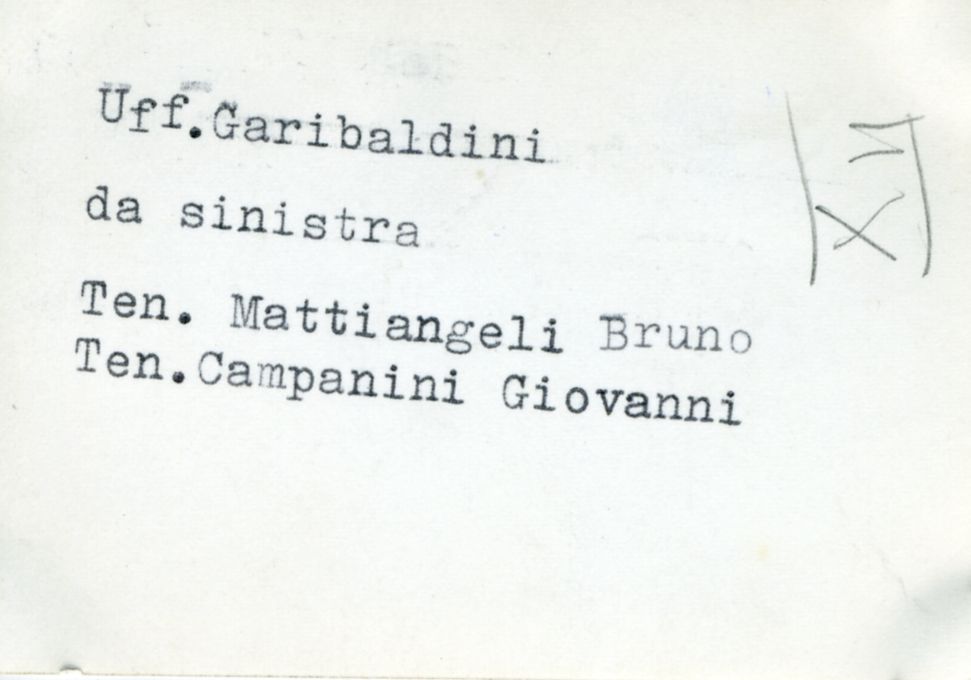 Uff.Garibaldini
da sinistra
Ten. Mattiangeli Bruno
Ten.Campanini Giovanni